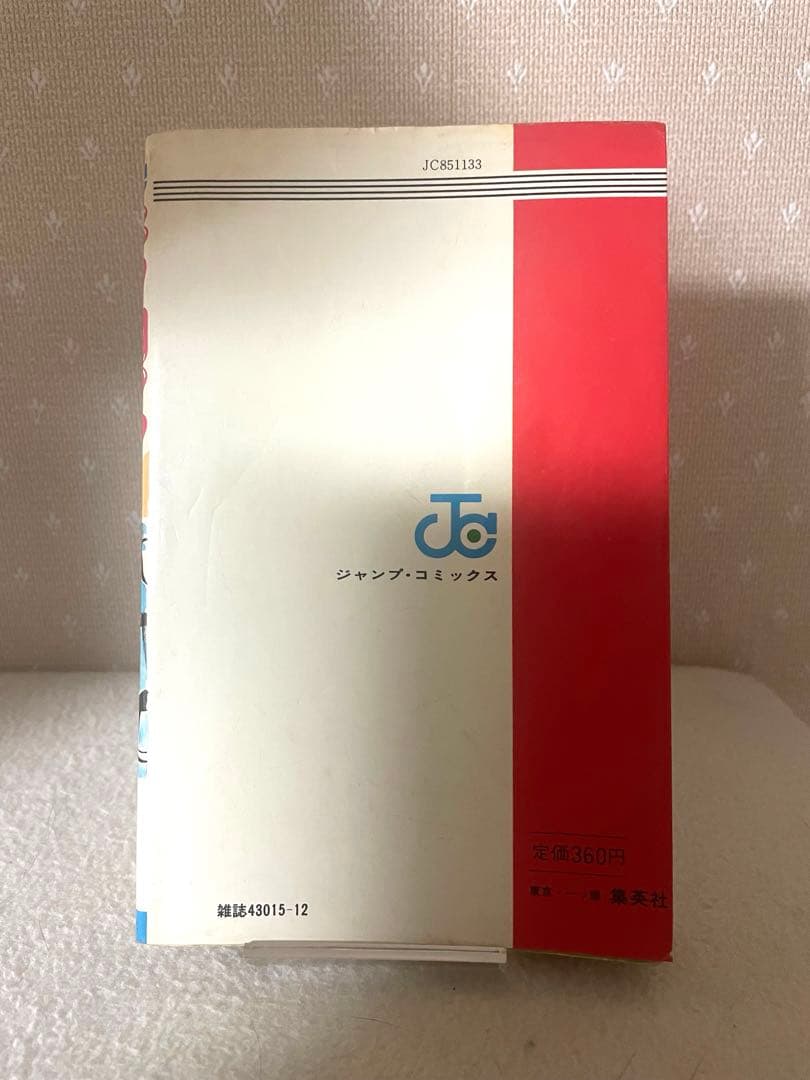 JC851133
JC
ジャンプ・コミックス
定価360円
雑誌43015-12
集英社